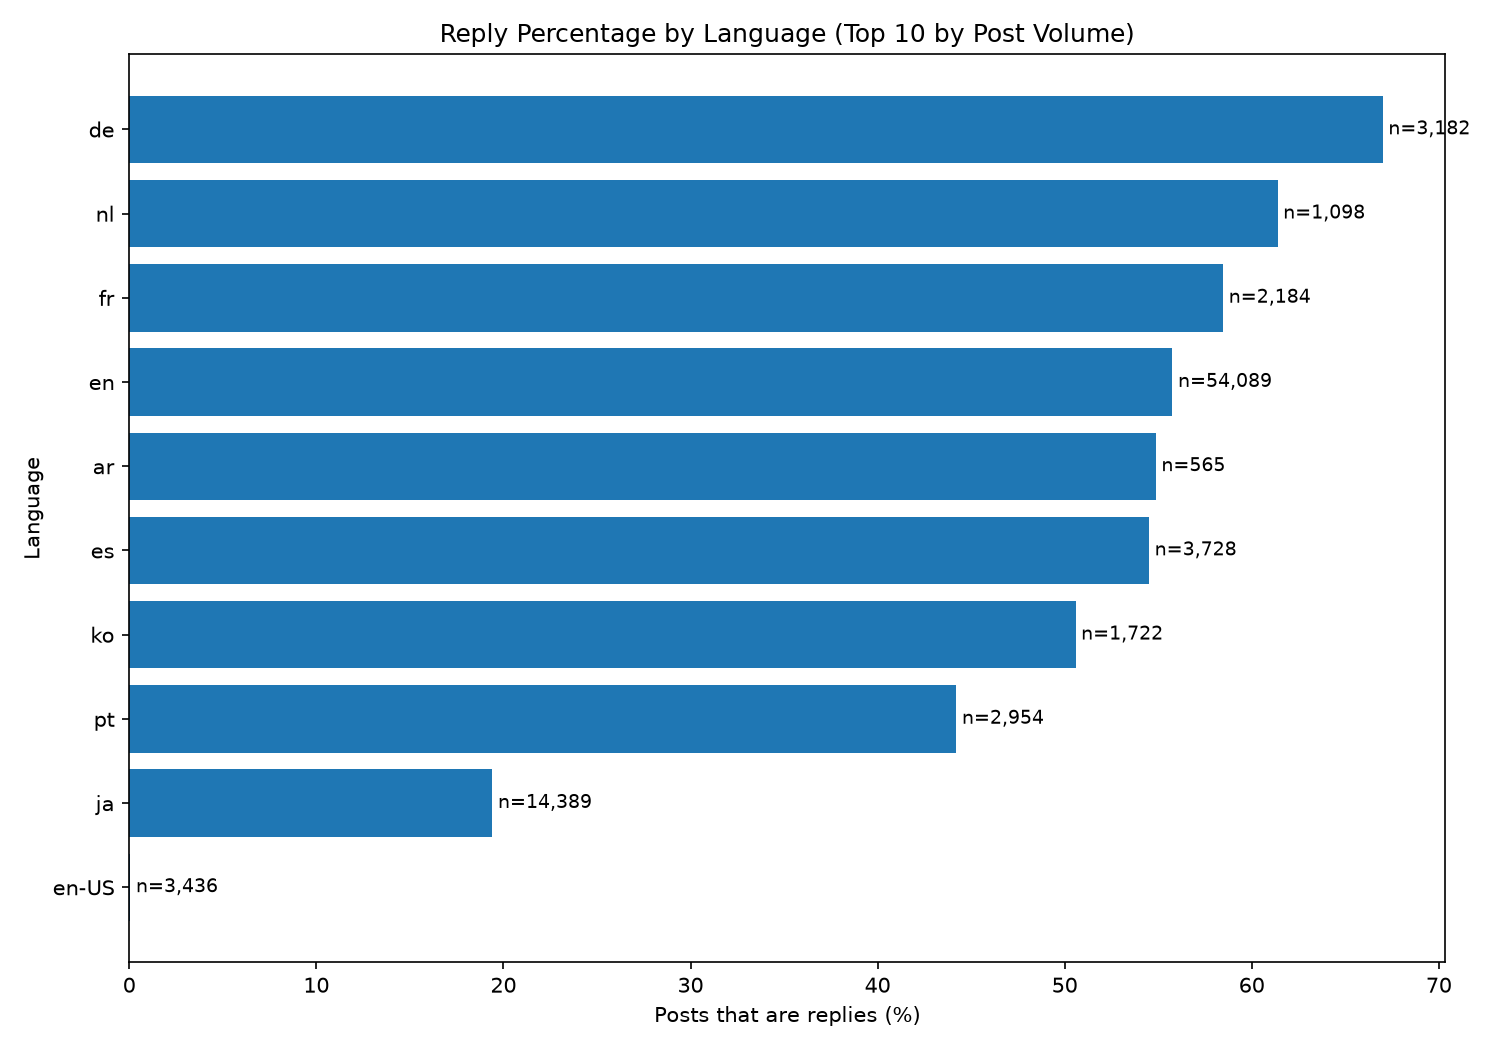 Reply Percentage by Language (Top 10 by Post Volume)
de n=3,182
nl n=1,098
fr n=2,184
en n=54,089
ar n=565
es n=3,728
ko n=1,722
pt n=2,954
ja n=14,389
en-US n=3,436
Language
0 10 20 30 40 50 60 70
Posts that are replies (%)